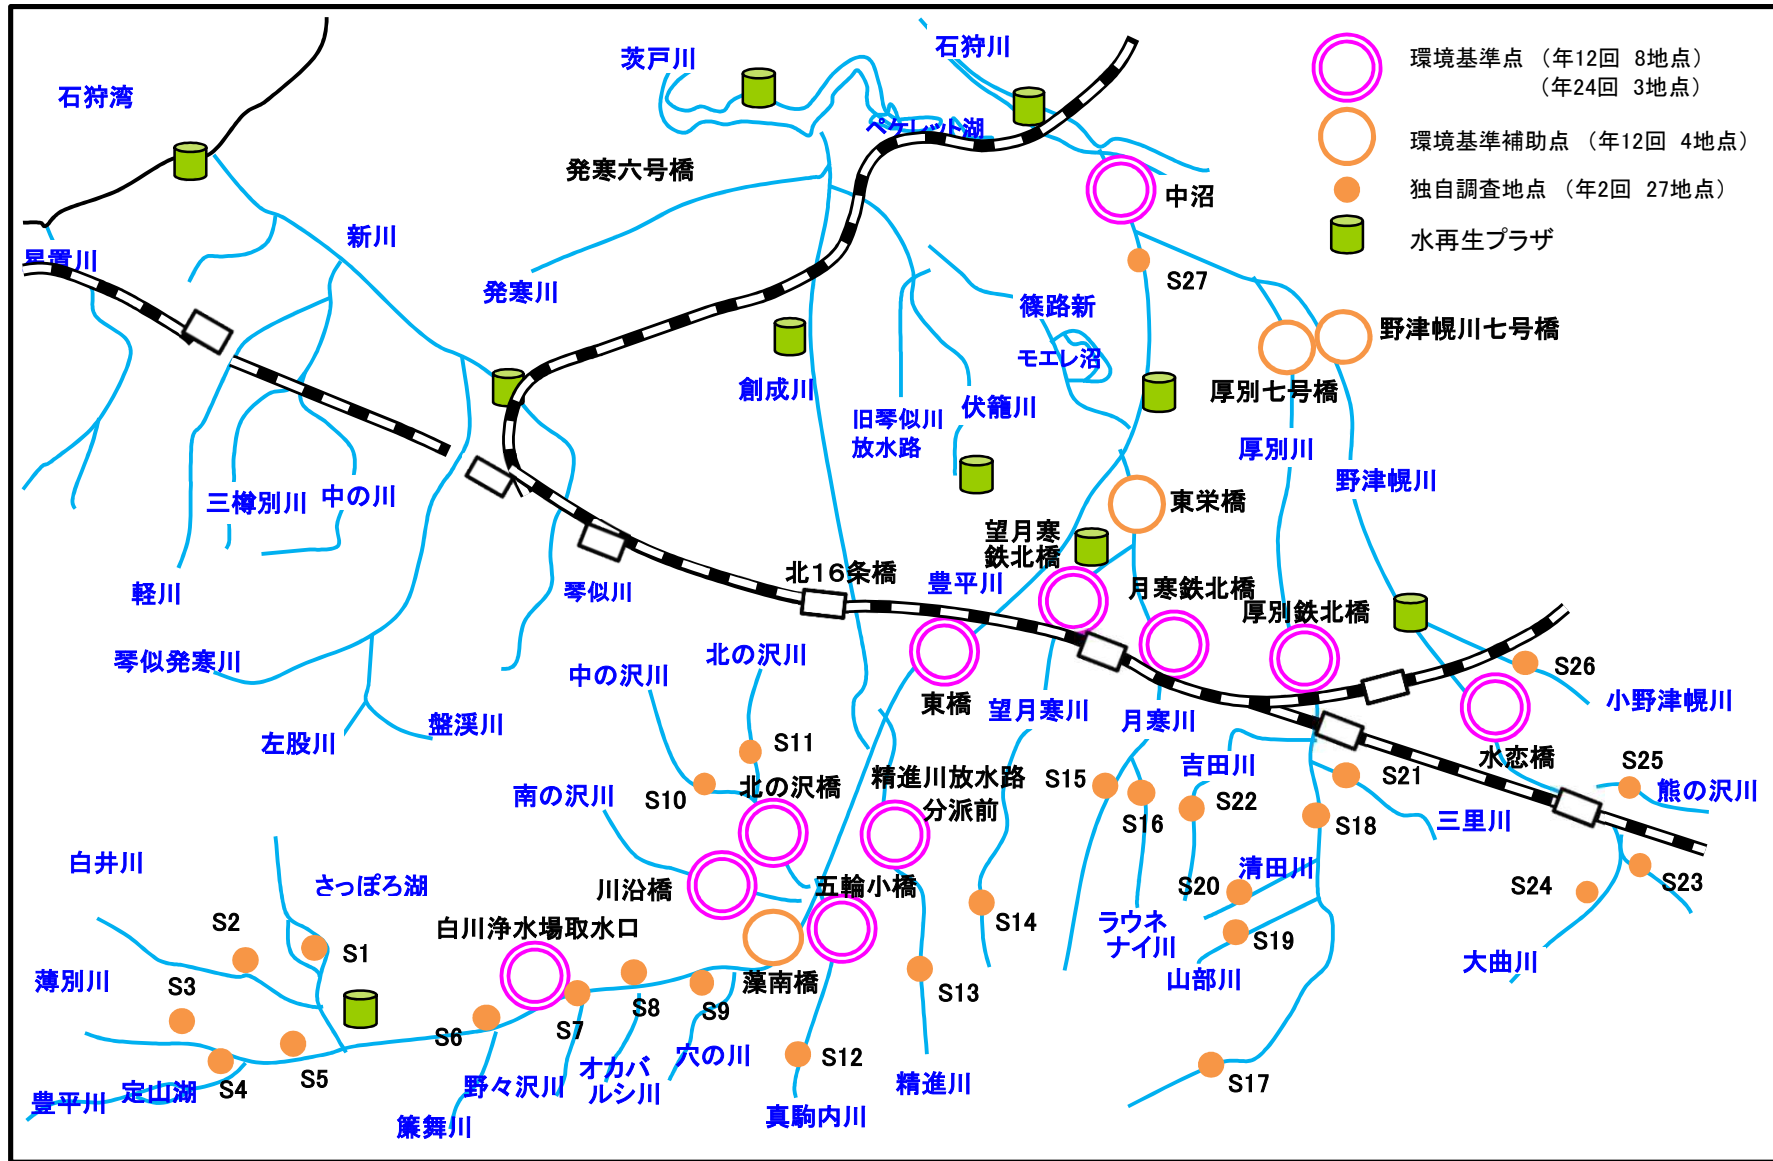 石狩湾
茨戸川
石狩川
ペケレット湖
発寒六号橋
環境基準点 (年12回 8地点)
(年24回 3地点)
環境基準補助点 (年12回 4地点)
独自調査地点 (年2回 27地点)
水再生プラザ
中沼
S27
星置川
新川
発寒川
創成川
篠路新
モエレ沼
旧琴似川
放水路
伏籠川
野津幌川七号橋
厚別七号橋
厚別川
野津幌川
三樽別川
中の川
東栄橋
望月寒
鉄北橋
軽川
琴似川
北16条橋
豊平川
月寒鉄北橋
厚別鉄北橋
琴似発寒川
左股川
盤渓川
中の沢川
北の沢川
東橋
望月寒川
月寒川
S26
小野津幌川
水恋橋
S25
熊の沢川
S11
S10
北の沢橋
精進川放水路
分派前
S15
S16
吉田川
S22
S21
S18
三里川
南の沢川
川沿橋
五輪小橋
S14
ラウネ
ナイ川
S20
清田川
S19
山部川
S24
S23
大曲川
白井川
さっぽろ湖
S2
S1
薄別川
S3
白川浄水場取水口
藻南橋
S13
S6
S7
S8
S9
S4
S5
豊平川
定山湖
野々沢川
簾舞川
オカバ
ルシ川
穴の川
S12
真駒内川
精進川
S17